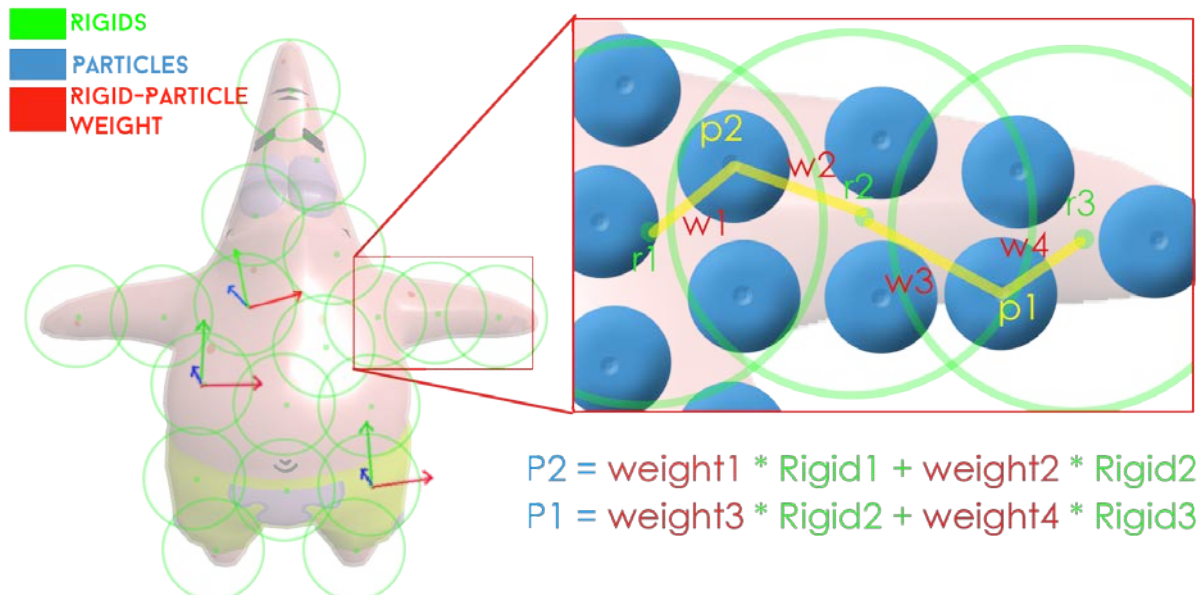 RIGIDS
PARTICLES
RIGID-PARTICLE
WEIGHT
p2
w2
r2
r3
w1
r1
w4
w3
p1
P2 = weight1 * Rigid1 + weight2 * Rigid2
P1 = weight3 * Rigid2 + weight4 * Rigid3